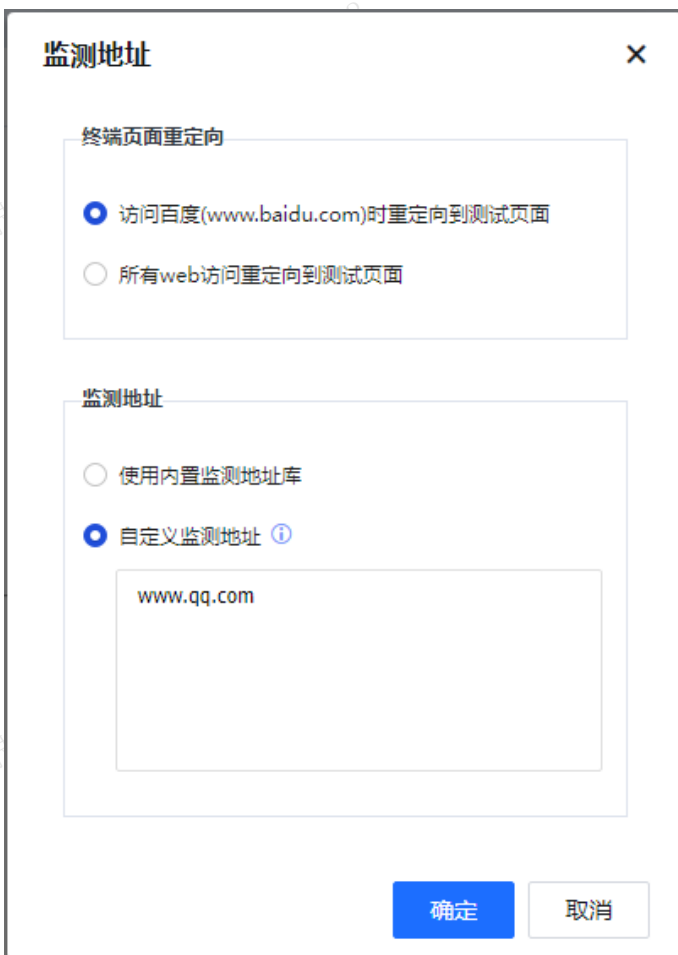 监测地址
终端页面重定向
访问百度(www.baidu.com)时重定向到测试页面
所有web访问重定向到测试页面
监测地址
使用内置监测地址库
自定义监测地址
www.qq.com
确定
取消